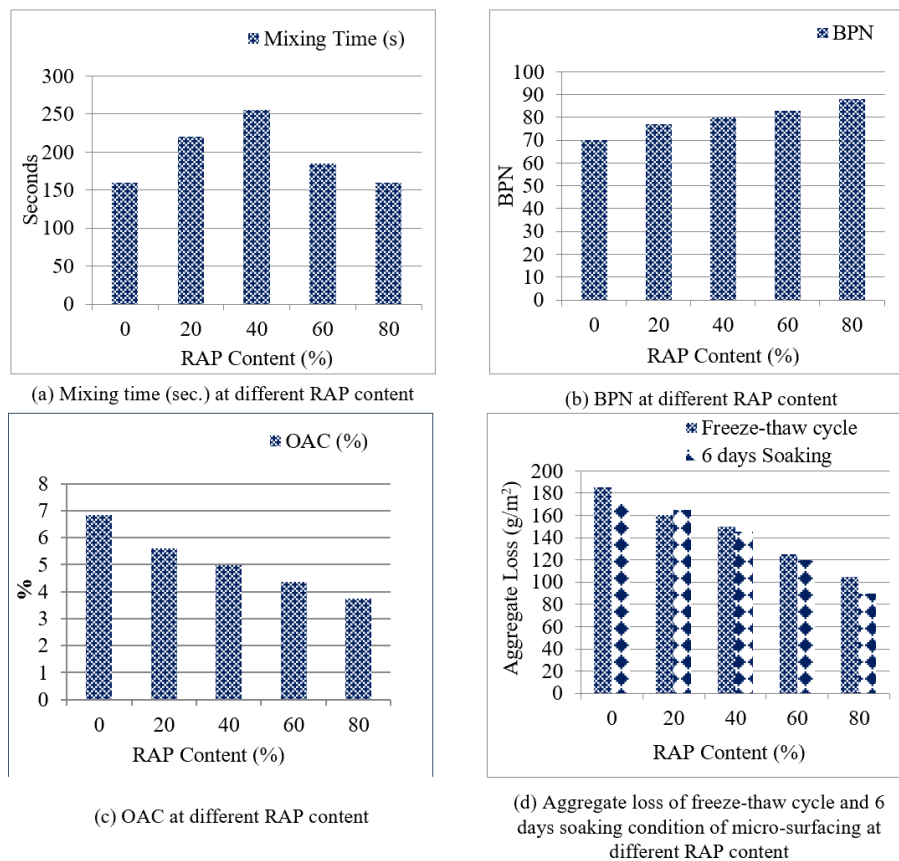 Mixing Time (s)
300
250
200
150
100
50
0
Seconds
0 20 40 60 80
RAP Content (%)
(a) Mixing time (sec.) at different RAP content
BPN
100
90
80
70
60
50
40
30
20
10
0
BPN
0 20 40 60 80
RAP Content (%)
(b) BPN at different RAP content
OAC (%)
8
7
6
5
4
3
2
1
0
%
0 20 40 60 80
RAP Content (%)
(c) OAC at different RAP content
Freeze-thaw cycle
6 days Soaking
200
180
160
140
120
100
80
60
40
20
0
Aggregate Loss (g/m²)
0 20 40 60 80
RAP Content (%)
(d) Aggregate loss of freeze-thaw cycle and 6
days soaking condition of micro-surfacing at
different RAP content